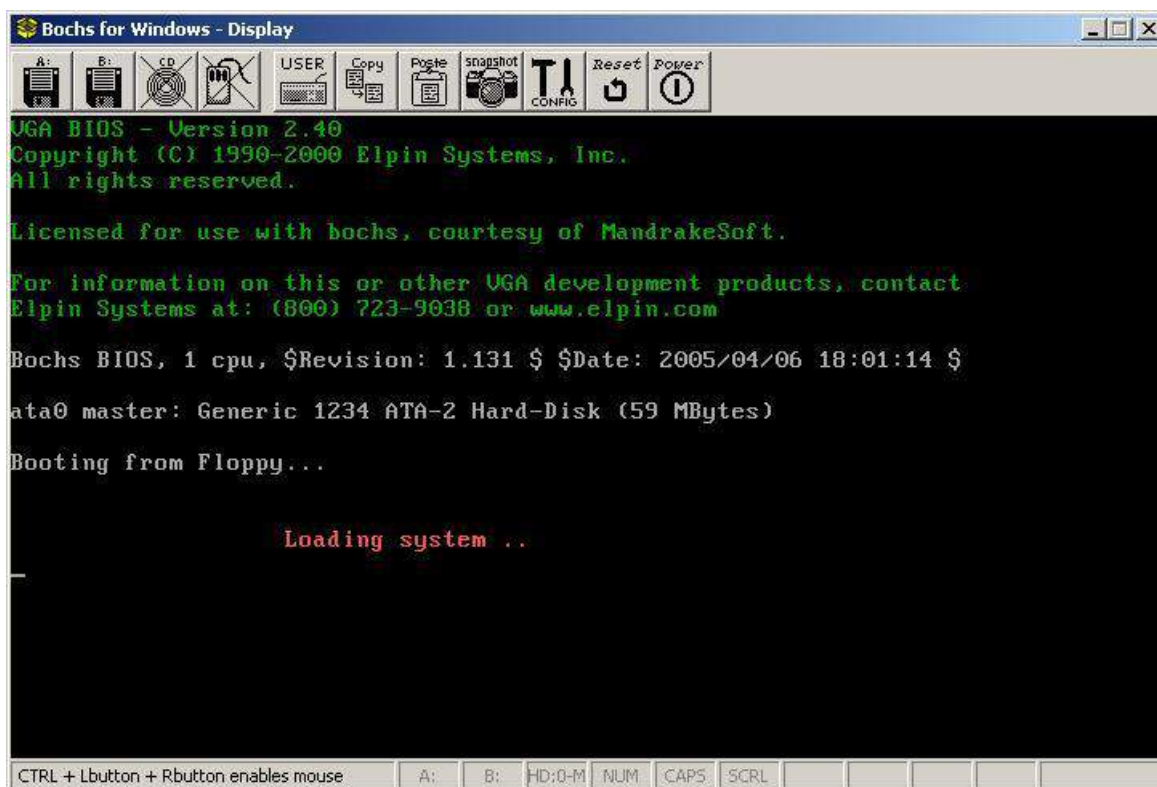 Bochs for Windows - Display
A: B: CD USER Copy Poste snapshot CONFIG Reset Power
VGA BIOS - Version 2.40
Copyright (C) 1990-2000 Elpin Systems, Inc.
All rights reserved.
Licensed for use with bochs, courtesy of MandrakeSoft.
For information on this or other VGA development products, contact
Elpin Systems at: (800) 723-9038 or www.elpin.com
Bochs BIOS, 1 cpu, $Revision: 1.131 $ $Date: 2005/04/06 18:01:14 $
ata0 master: Generic 1234 ATA-2 Hard-Disk (59 MBytes)
Booting from Floppy...
Loading system ..
CTRL + Lbutton + Rbutton enables mouse A: B: HD:0-M NUM CAPS SCRL